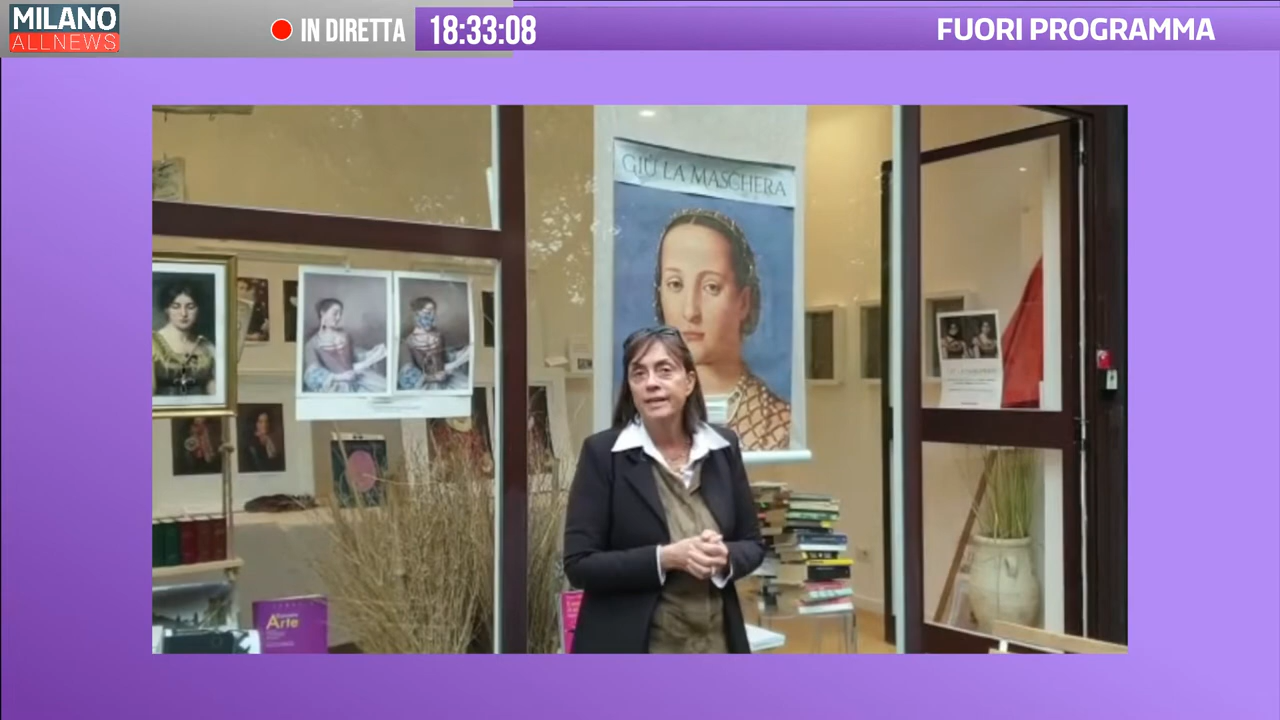 MILANO
ALLNEWS
IN DIRETTA
18:33:08
FUORI PROGRAMMA
GIÙ LA MASCHERA
Arte